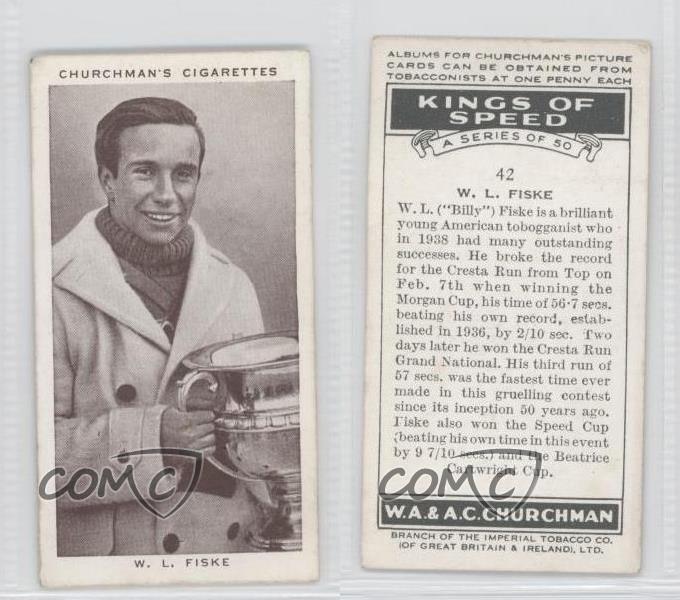 CHURCHMAN'S CIGARETTES
COMC
W. L. FISKE
ALBUMS FOR CHURCHMAN'S PICTURE
CARDS CAN BE OBTAINED FROM
TOBACCONISTS AT ONE PENNY EACH
KINGS OF
SPEED
A SERIES OF 50
42
W. L. FISKE
W. L. ("Billy") Fiske is a brilliant
young American tobogganist who
in 1938 had many outstanding
successes. He broke the record
for the Cresta Run from Top on
Feb. 7th when winning the
Morgan Cup, his time of 56·7 secs.
beating his own record, estab-
lished in 1936, by 2/10 sec. Two
days later he won the Cresta Run
Grand National. His third run of
57 secs. was the fastest time ever
made in this gruelling contest
since its inception 50 years ago.
Fiske also won the Speed Cup
(beating his own time in this event
by 9 7/10 secs.) and the Beatrice
Cartwright Cup.
COMC
W.A. & A.C. CHURCHMAN
BRANCH OF THE IMPERIAL TOBACCO CO.
(OF GREAT BRITAIN & IRELAND), LTD.